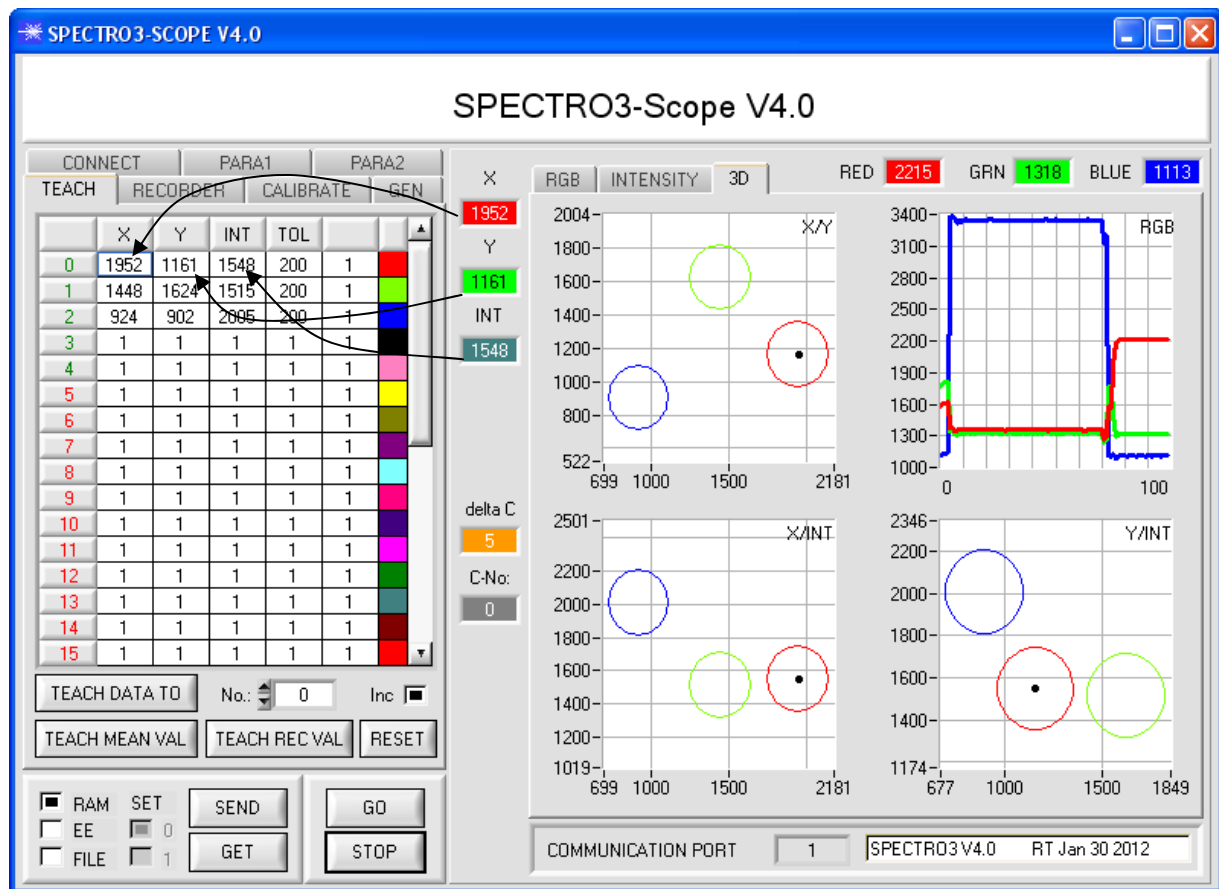 SPECTRO3-SCOPE V4.0
SPECTRO3-Scope V4.0
CONNECT PARA1 PARA2
TEACH RECORDER CALIBRATE GEN
X Y INT TOL
0 1952 1161 1548 200 1
1 1448 1624 1515 200 1
2 924 902 2005 200 1
3 1 1 1 1 1
4 1 1 1 1 1
5 1 1 1 1 1
6 1 1 1 1 1
7 1 1 1 1 1
8 1 1 1 1 1
9 1 1 1 1 1
10 1 1 1 1 1
11 1 1 1 1 1
12 1 1 1 1 1
13 1 1 1 1 1
14 1 1 1 1 1
15 1 1 1 1 1
TEACH DATA TO No.: 0 Inc
TEACH MEAN VAL TEACH REC VAL RESET
RAM SET SEND GO
EE 0
FILE 1 GET STOP
X
1952
Y
1161
INT
1548
delta C
5
C-No:
0
RGB INTENSITY 3D
RED 2215 GRN 1318 BLUE 1113
X/Y
2004
1800
1600
1400
1200
1000
800
522
699 1000 1500 2181
RGB
3400
3100
2800
2500
2200
1900
1600
1300
1000
0 100
X/INT
2501
2200
2000
1800
1600
1400
1200
1019
699 1000 1500 2181
Y/INT
2346
2200
2000
1800
1600
1400
1174
677 1000 1500 1849
COMMUNICATION PORT 1 SPECTRO3 V4.0 RT Jan 30 2012